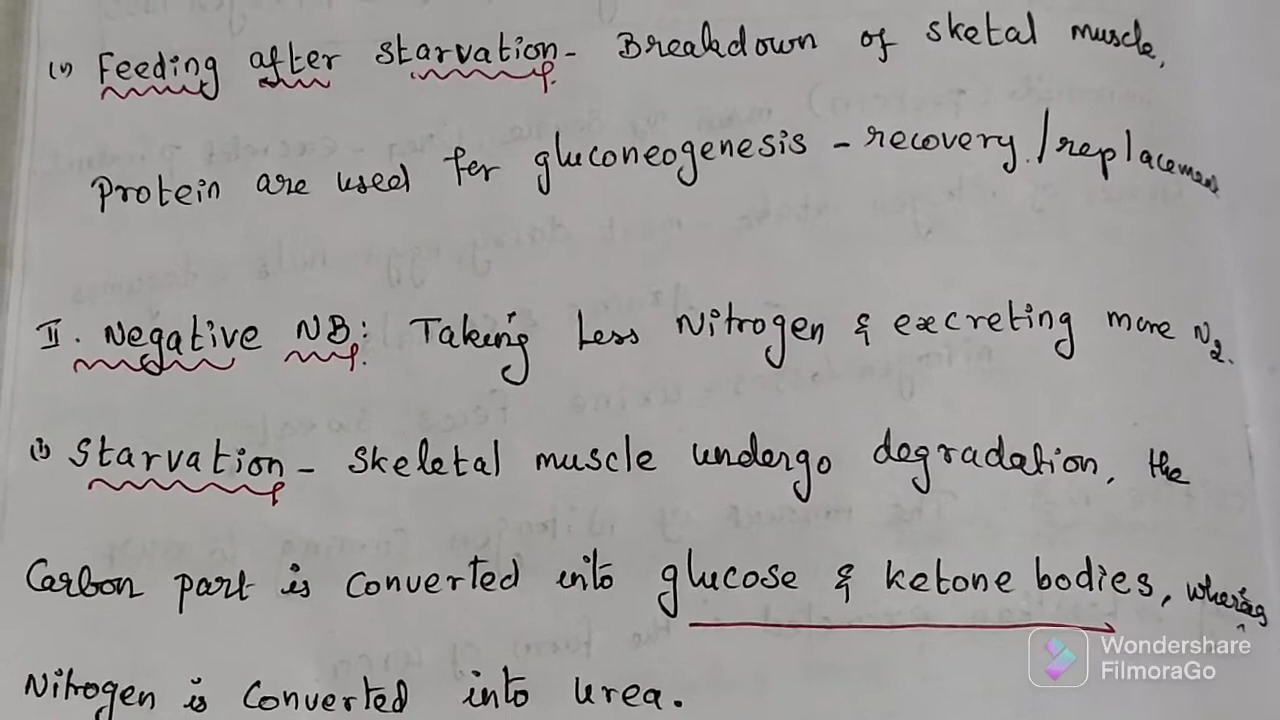 (v) Feeding after starvation - Breakdown of sketal muscle,
Protein are used for gluconeogenesis - recovery/replacement
II. Negative NB: Taking Less Nitrogen & excreting more N2.
(i) Starvation - Skeletal muscle undergo degradation, the
Carbon part is converted into glucose & ketone bodies, whereas
Nitrogen is converted into urea.
Wondershare
FilmoraGo